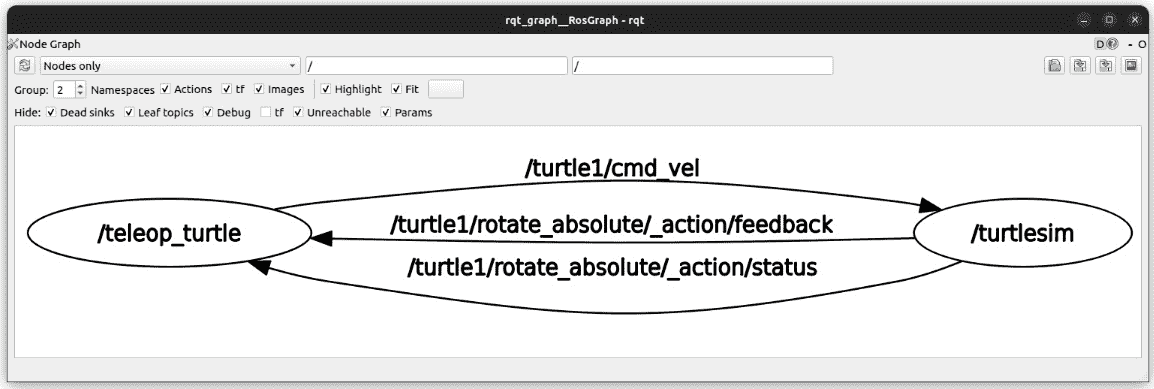 rqt_graph__RosGraph - rqt
Node Graph D - O
Nodes only / /
Group: 2 Namespaces Actions tf Images Highlight Fit
Hide: Dead sinks Leaf topics Debug tf Unreachable Params
/turtle1/cmd_vel
/turtle1/rotate_absolute/_action/feedback
/teleop_turtle /turtlesim
/turtle1/rotate_absolute/_action/status